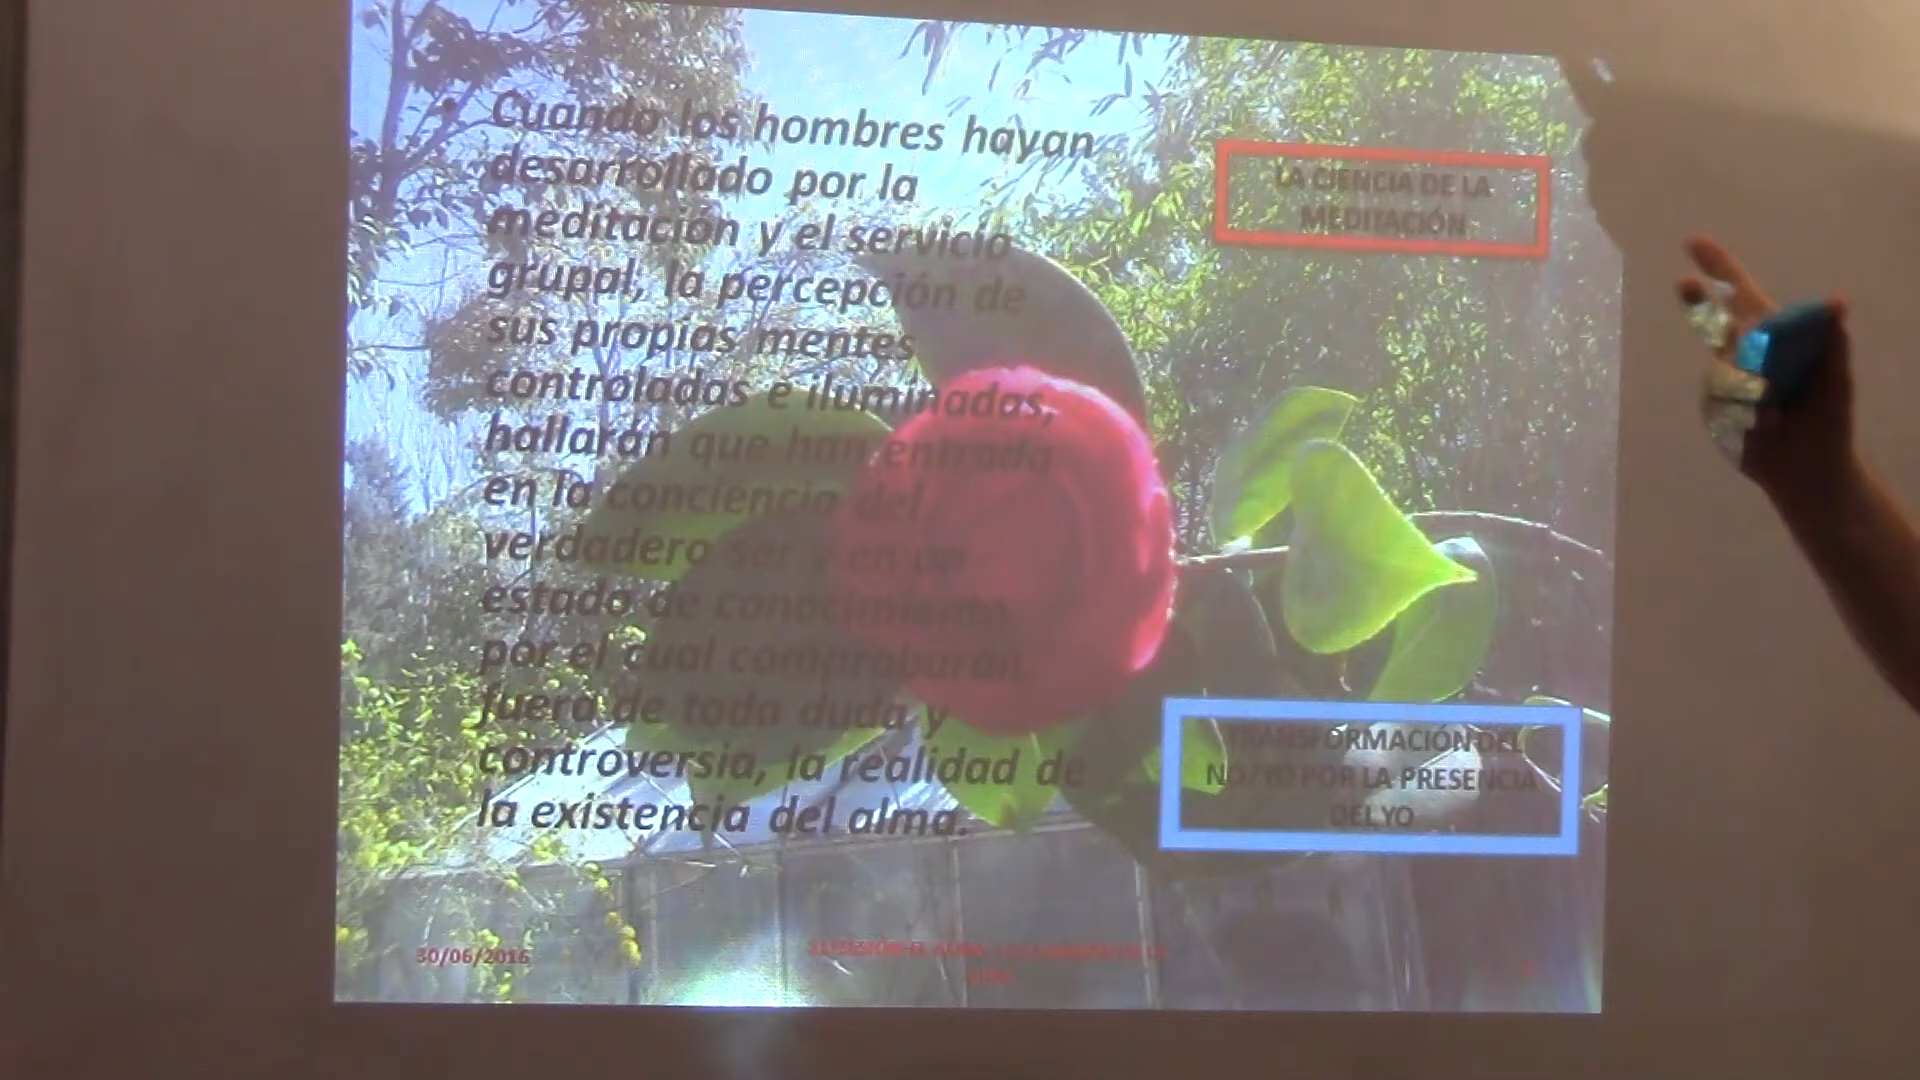 • Cuando los hombres hayan
desarrollado por la
meditación y el servicio
grupal, la percepción de
sus propias mentes
controladas e iluminadas,
hallarán que han entrado
en la conciencia del
verdadero ser y en un
estado de conocimiento
por el cual comprobarán
fuera de toda duda y
controversia, la realidad de
la existencia del alma.
LA CIENCIA DE LA
MEDITACIÓN
TRANSFORMACIÓN DEL
NO/YO POR LA PRESENCIA
DEL YO
30/06/2016